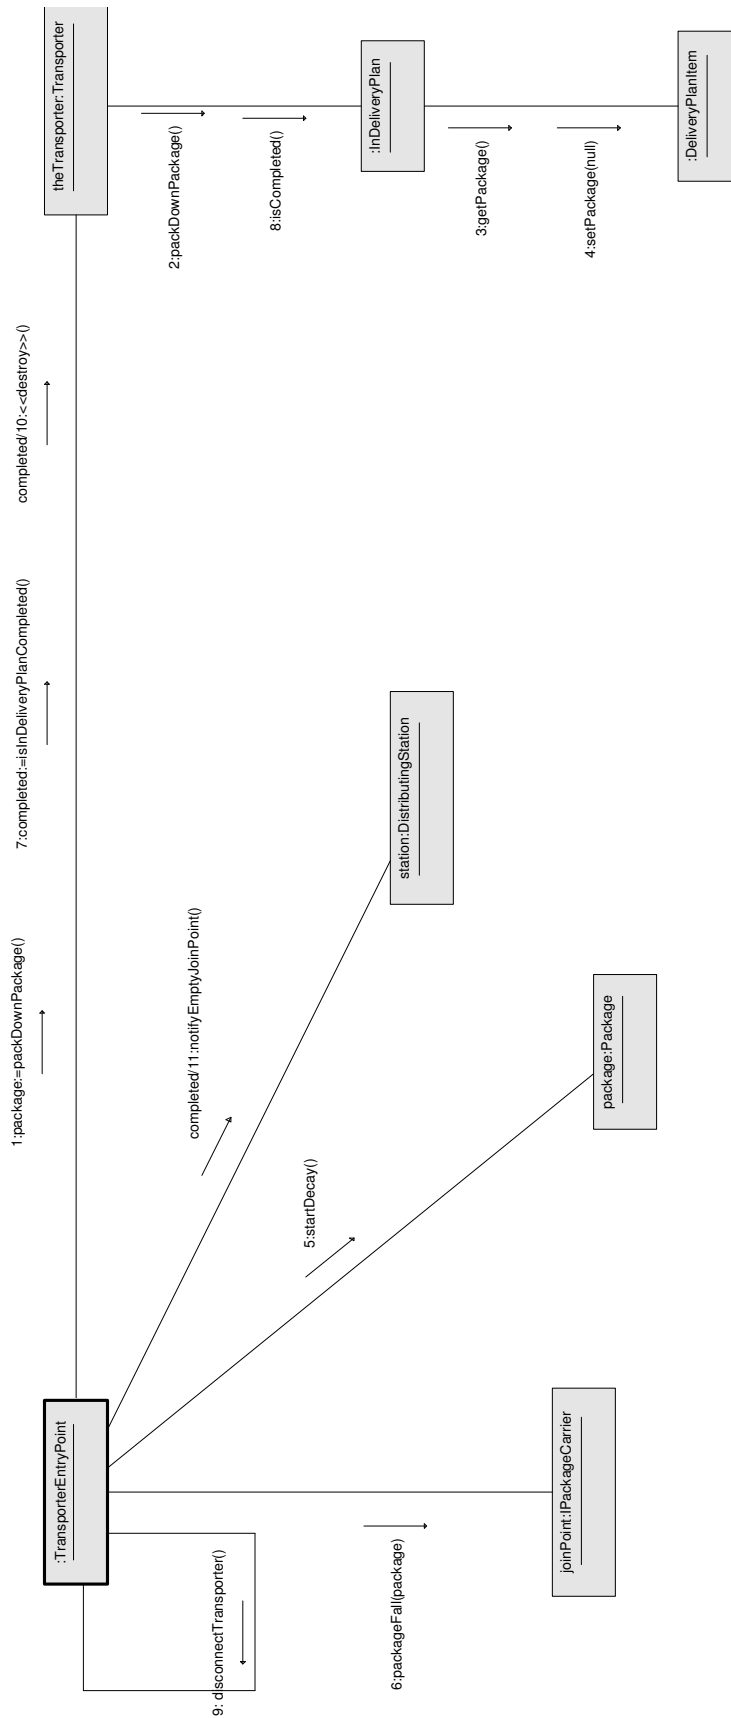 1:package:=packDownPackage()
7:completed:=isInDeliveryPlanCompleted()
completed/10:<<destroy>>()
:TransporterEntryPoint
theTransporter:Transporter
2:packDownPackage()
completed/11:notifyEmptyJoinPoint()
9: disconnectTransporter()
8:isCompleted()
5:startDecay()
:InDeliveryPlan
6:packageFall(package)
station:DistributingStation
3:getPackage()
joinPoint:IPackageCarrier
4:setPackage(null)
package:Package
:DeliveryPlanItem